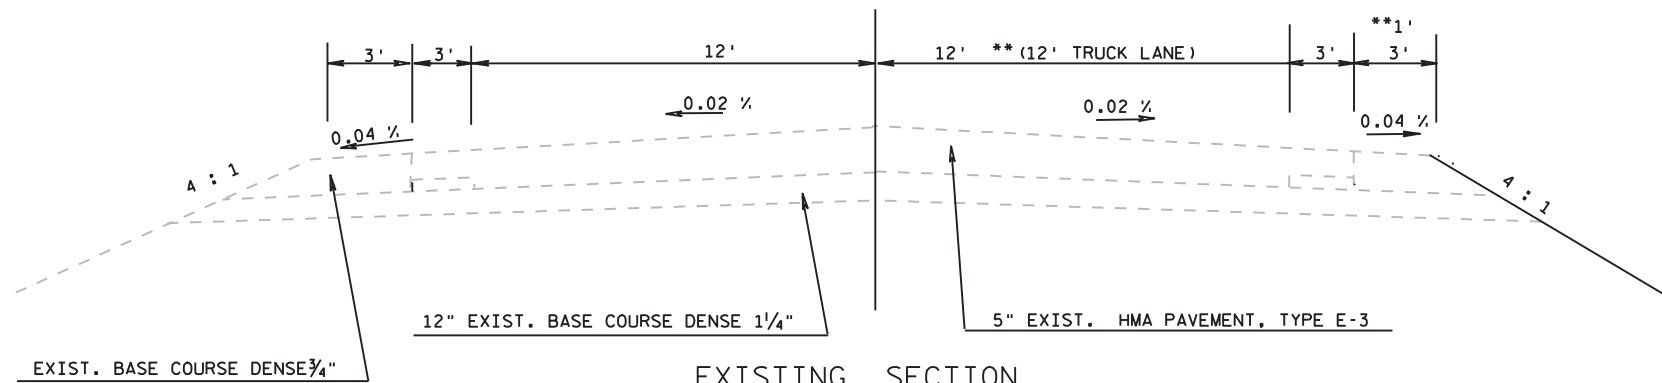 **1'
3' 3' 12' 12' **(12' TRUCK LANE) 3' 3'
0.02 % 0.02 %
0.04 % 0.04 %
4 : 1 4 : 1
12" EXIST. BASE COURSE DENSE 1¼" 5" EXIST. HMA PAVEMENT, TYPE E-3
EXIST. BASE COURSE DENSE ¾"
EXISTING SECTION